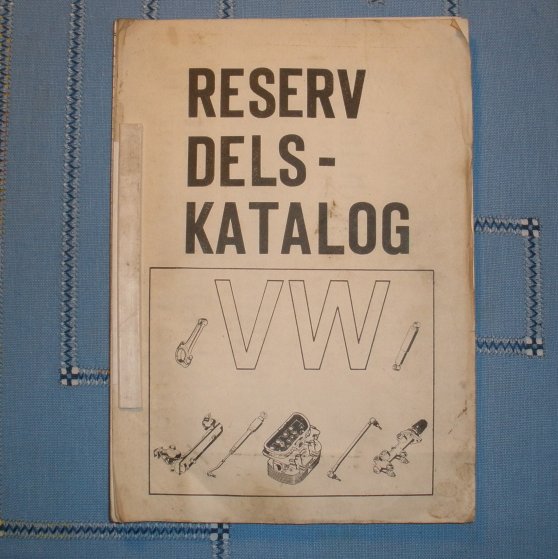 RESERV
DELS-
KATALOG
VW